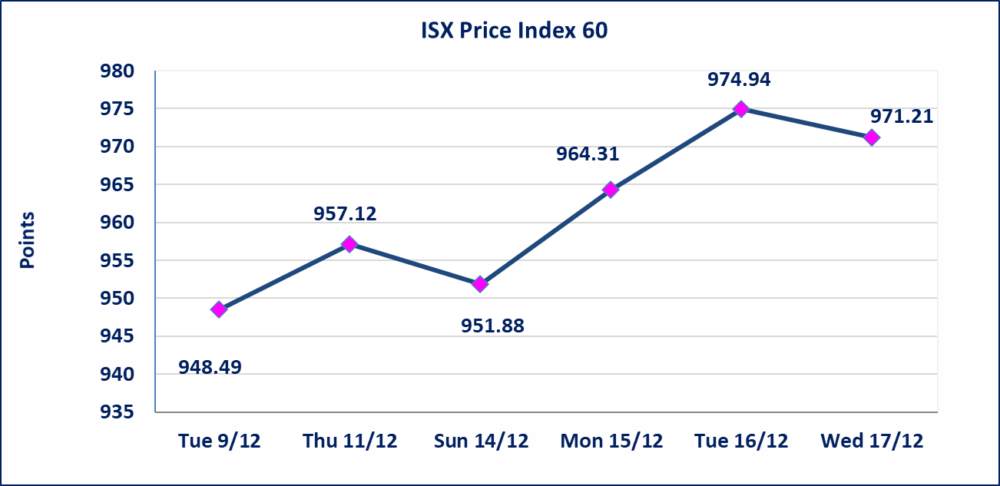 ISX Price Index 60
Points
980
975
970
965
960
955
950
945
940
935
948.49
957.12
951.88
964.31
974.94
971.21
Tue 9/12
Thu 11/12
Sun 14/12
Mon 15/12
Tue 16/12
Wed 17/12